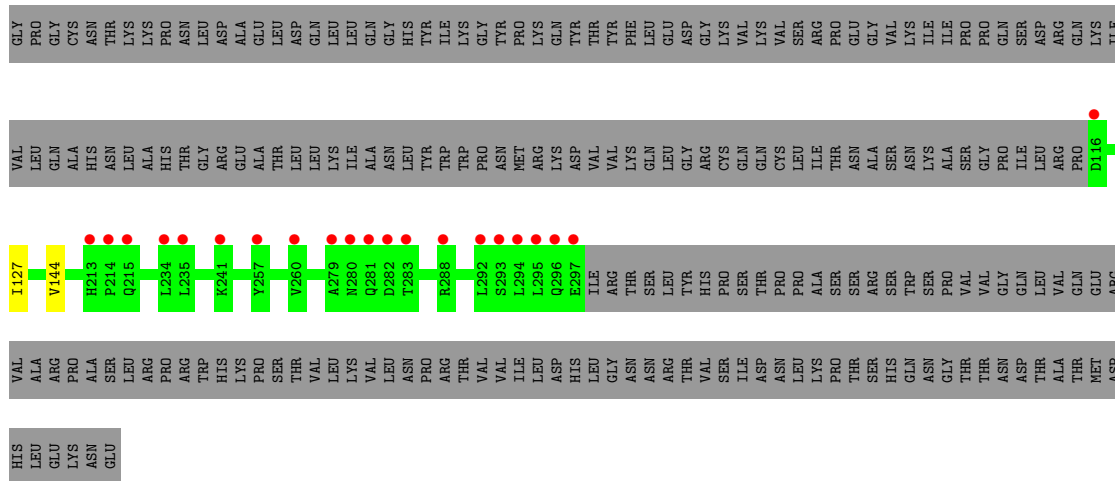 GLY PRO GLY CYS ASN THR LYS LYS PRO ASN LEU ASP ALA GLU LEU ASP GLN LEU LEU GLN GLY HIS TYR ILE LYS GLY TYR PRO LYS GLN TYR THR TYR PHE LEU GLU ASP GLY LYS VAL LYS VAL SER ARG PRO GLU GLY VAL LYS ILE ILE PRO PRO GLN SER ASP ARG GLN LYS ILE
VAL LEU GLN ALA HIS ASN LEU ALA HIS THR GLY ARG GLU ALA THR LEU LEU LYS ILE ALA ASN LEU TYR TRP TRP PRO ASN MET ARG LYS ASP VAL VAL LYS GLN LEU GLY ARG CYS GLN GLN CYS LEU ILE THR ASN ALA SER ASN LYS ALA SER GLY PRO ILE LEU ARG PRO D116
I127 V144 H213 P214 Q215 L234 L235 K241 Y257 V260 A279 N280 Q281 D282 T283 R288 L292 S293 L294 L295 Q296 E297 ILE ARG THR SER LEU TYR HIS PRO SER THR PRO PRO ALA SER SER ARG SER TRP SER PRO VAL VAL GLY GLN LEU VAL GLN GLU ARG
VAL ALA ARG PRO ALA SER LEU ARG PRO ARG TRP HIS LYS PRO SER THR VAL LEU LYS VAL LEU ASN PRO ARG THR VAL VAL ILE LEU ASP HIS LEU GLY ASN ASN ARG THR VAL SER ILE ASP ASN LEU LYS PRO THR SER HIS GLN ASN GLY THR THR ASN ASP THR ALA THR MET ASP
HIS LEU GLU LYS ASN GLU